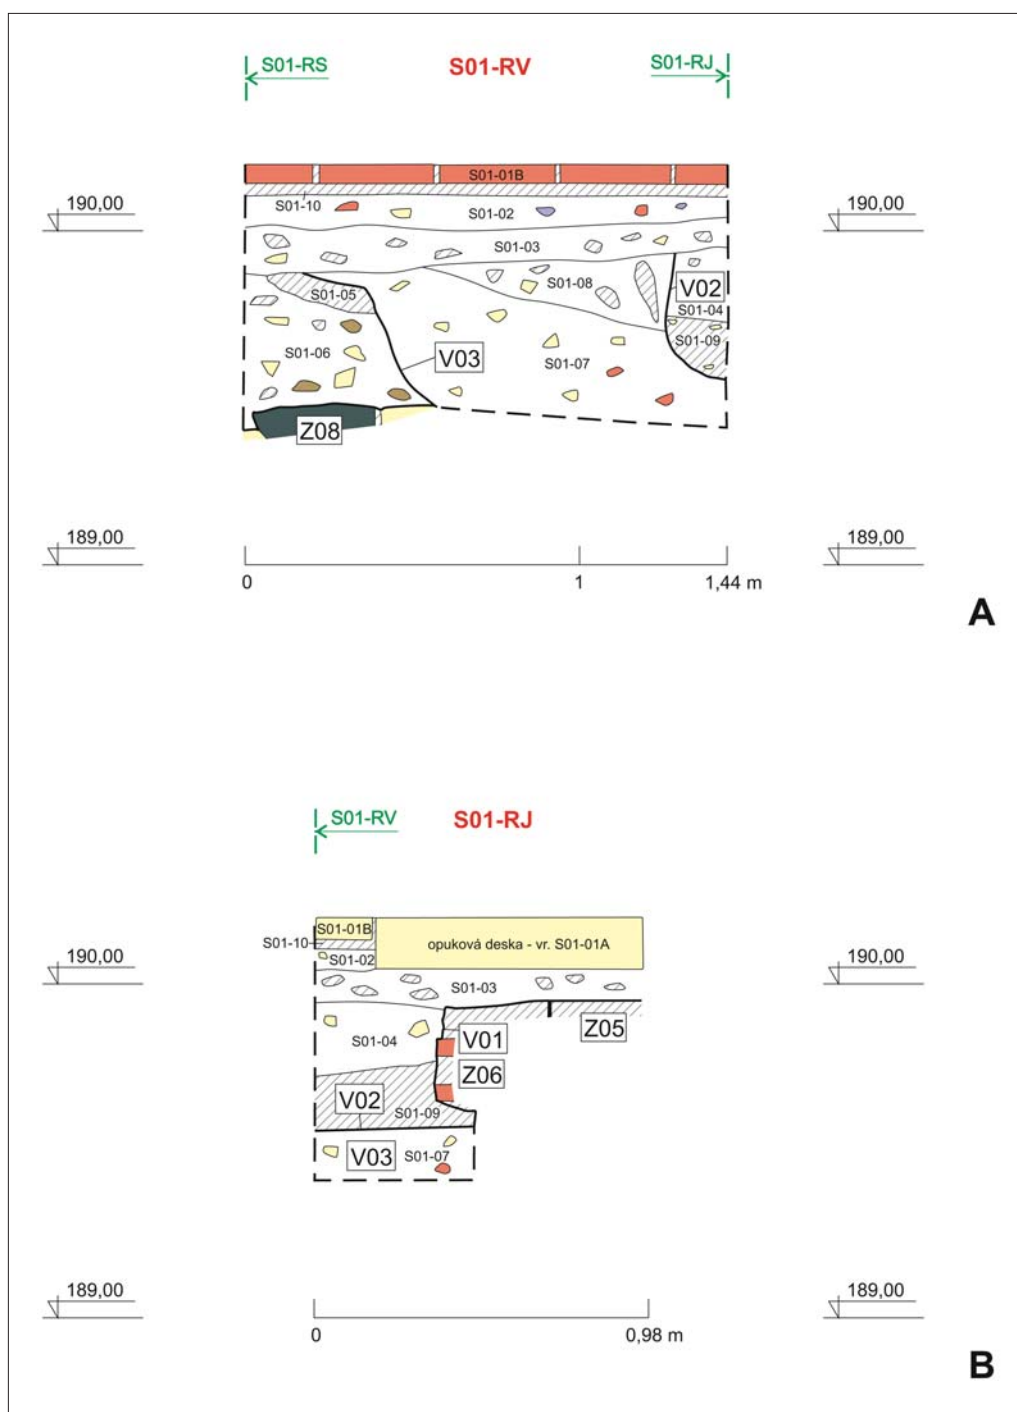 S01-RS S01-RV S01-RJ
S01-01B
190,00 S01-10 S01-02 190,00
S01-03
S01-08 V02
S01-05 S01-04
S01-09
S01-06 V03 S01-07
Z08
189,00 189,00
0 1 1,44 m
A
S01-RV S01-RJ
S01-01B
S01-10 opuková deska - vr. S01-01A
190,00 S01-02 190,00
S01-03
S01-04 V01 Z05
Z06
V02 S01-09
V03 S01-07
189,00 189,00
0 0,98 m
B